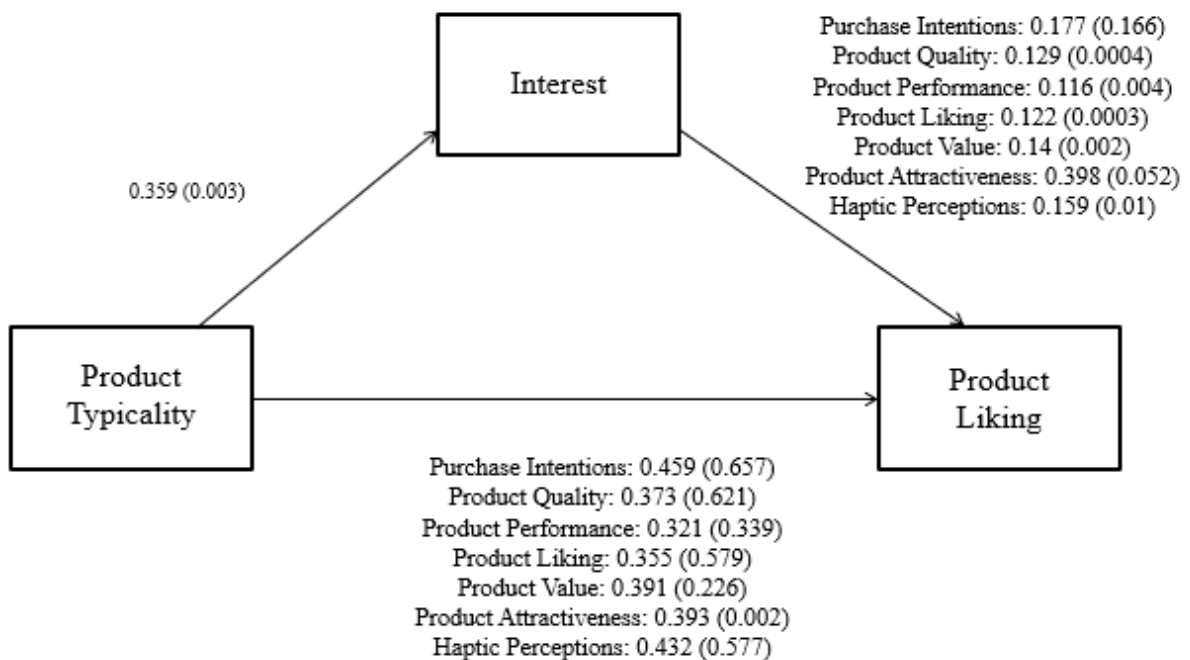 Purchase Intentions: 0.177 (0.166)
Product Quality: 0.129 (0.0004)
Product Performance: 0.116 (0.004)
Product Liking: 0.122 (0.0003)
Product Value: 0.14 (0.002)
Product Attractiveness: 0.398 (0.052)
Haptic Perceptions: 0.159 (0.01)
Interest
0.359 (0.003)
Product
Typicality
Product
Liking
Purchase Intentions: 0.459 (0.657)
Product Quality: 0.373 (0.621)
Product Performance: 0.321 (0.339)
Product Liking: 0.355 (0.579)
Product Value: 0.391 (0.226)
Product Attractiveness: 0.393 (0.002)
Haptic Perceptions: 0.432 (0.577)